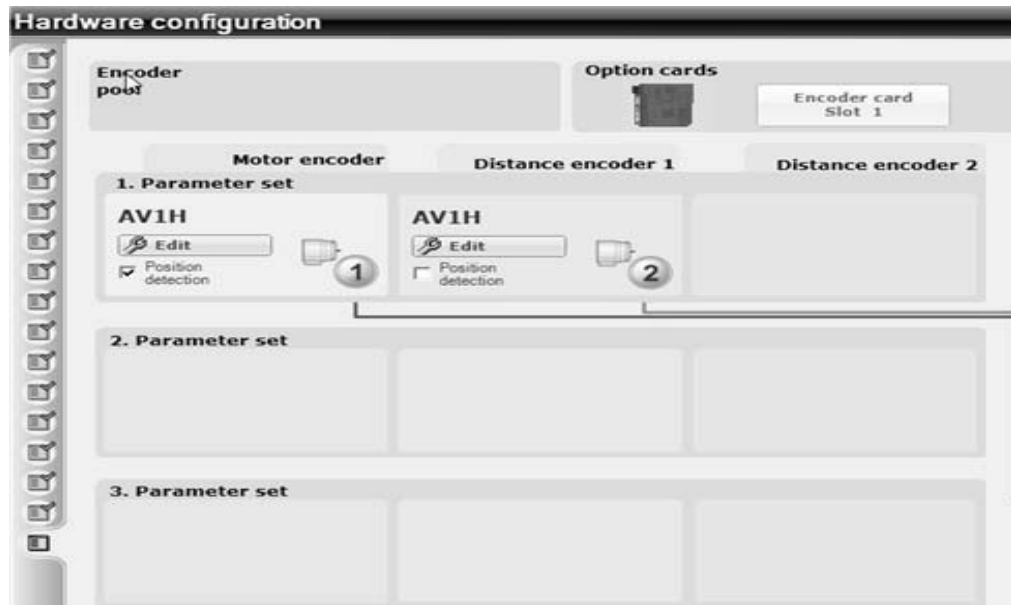 Hardware configuration
Encoder
pool
Option cards
Encoder card
Slot 1
Motor encoder
Distance encoder 1
Distance encoder 2
1. Parameter set
AV1H
Edit
Position
detection
1
AV1H
Edit
Position
detection
2
2. Parameter set
3. Parameter set